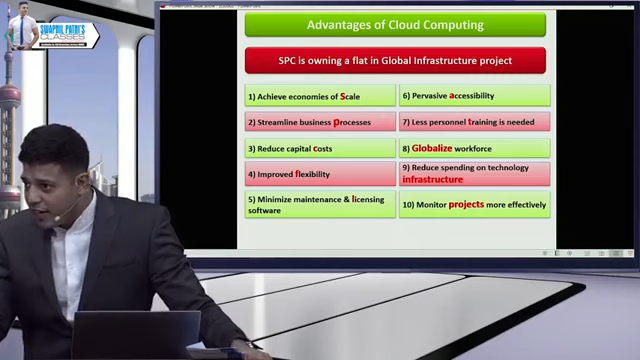 SWAPNIL PATNI'S
CLASSES
Advantages of Cloud Computing
SPC is owning a flat in Global Infrastructure project
1) Achieve economies of Scale
2) Streamline business processes
3) Reduce capital costs
4) Improved flexibility
5) Minimize maintenance & licensing
software
6) Pervasive accessibility
7) Less personnel training is needed
8) Globalize workforce
9) Reduce spending on technology
infrastructure
10) Monitor projects more effectively